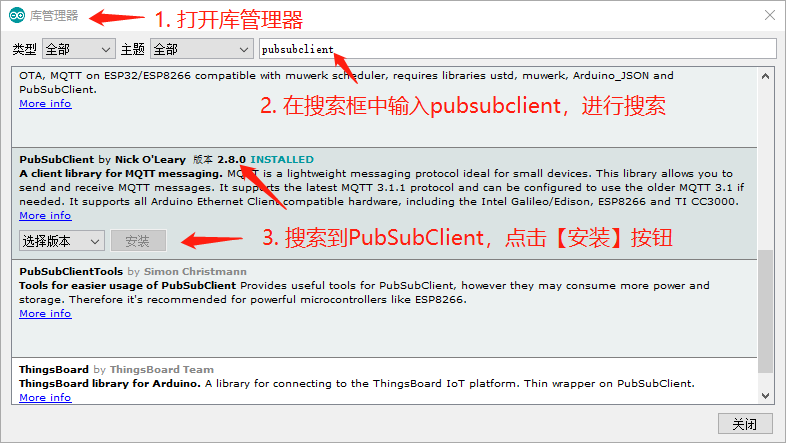 库管理器
1. 打开库管理器
类型 全部 主题 全部 pubsubclient
OTA, MQTT on ESP32/ESP8266 compatible with muwerk scheduler, requires libraries ustd, muwerk, Arduino_JSON and
PubSubClient.
More info
2. 在搜索框中输入pubsubclient，进行搜索
PubSubClient by Nick O'Leary 版本 2.8.0 INSTALLED
A client library for MQTT messaging. MQTT is a lightweight messaging protocol ideal for small devices. This library allows you to
send and receive MQTT messages. It supports the latest MQTT 3.1.1 protocol and can be configured to use the older MQTT 3.1 if
needed. It supports all Arduino Ethernet Client compatible hardware, including the Intel Galileo/Edison, ESP8266 and TI CC3000.
More info
选择版本 安装
3. 搜索到PubSubClient，点击【安装】按钮
PubSubClientTools by Simon Christmann
Tools for easier usage of PubSubClient Provides useful tools for PubSubClient, however they may consume more power and
storage. Therefore it's recommended for powerful microcontrollers like ESP8266.
More info
ThingsBoard by ThingsBoard Team
ThingsBoard library for Arduino. A library for connecting to the ThingsBoard IoT platform. Thin wrapper on PubSubClient.
More info
关闭